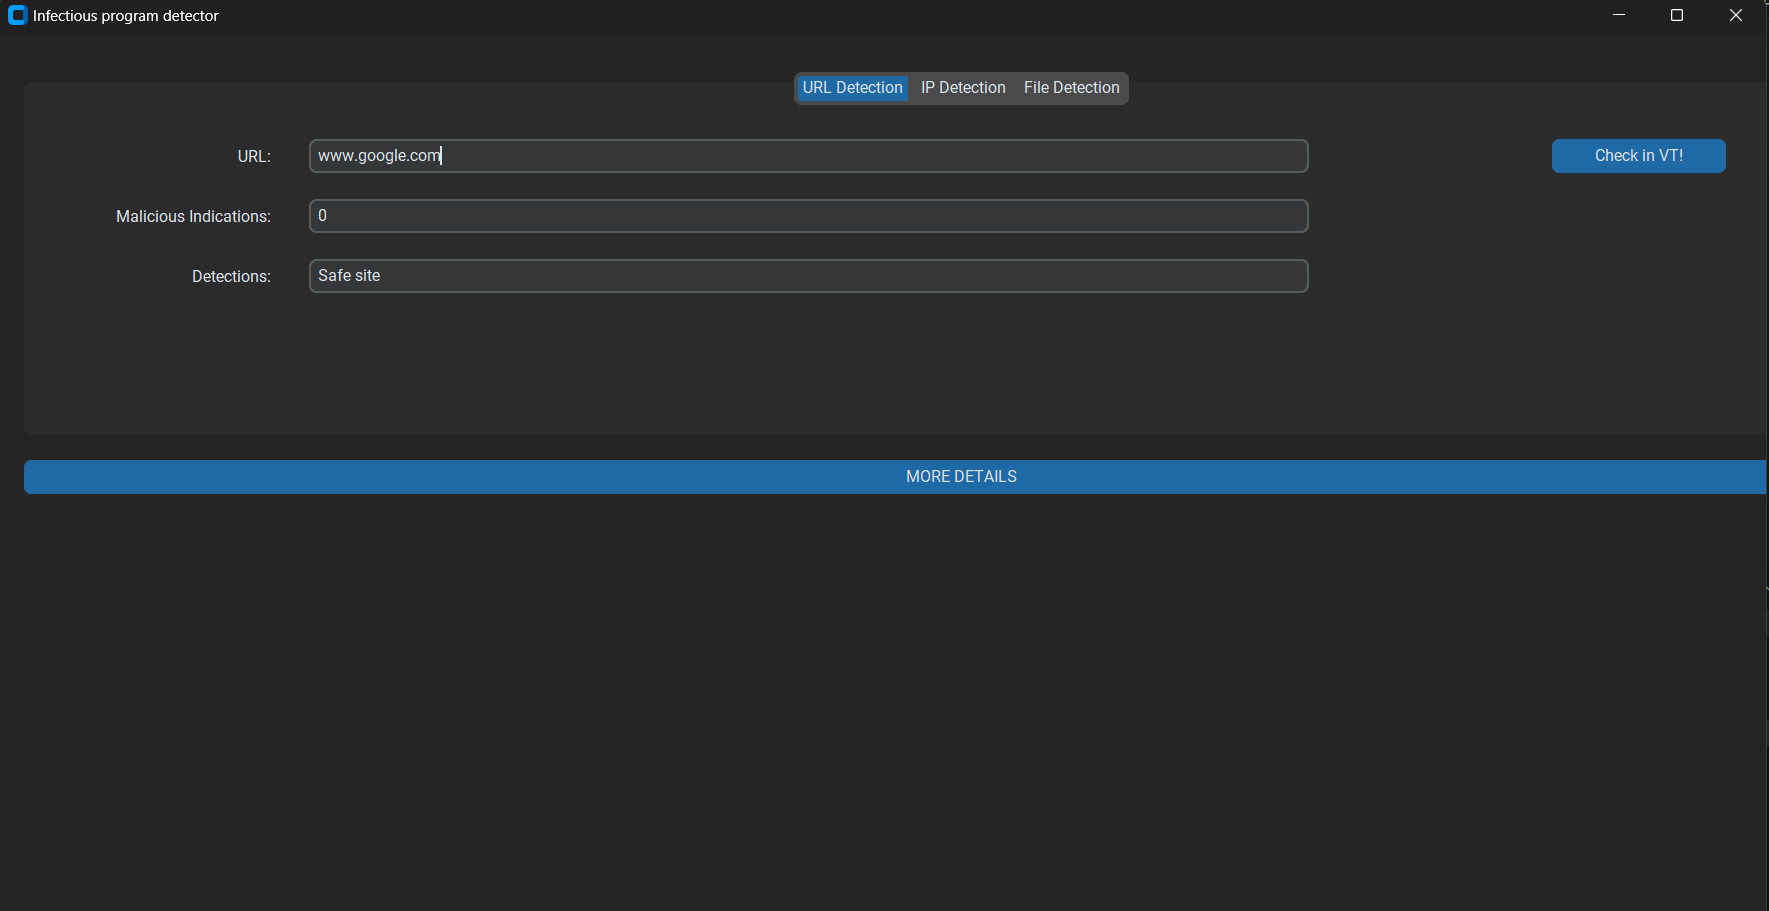 Infectious program detector
URL Detection IP Detection File Detection
URL: www.google.com Check in VT!
Malicious Indications: 0
Detections: Safe site
MORE DETAILS